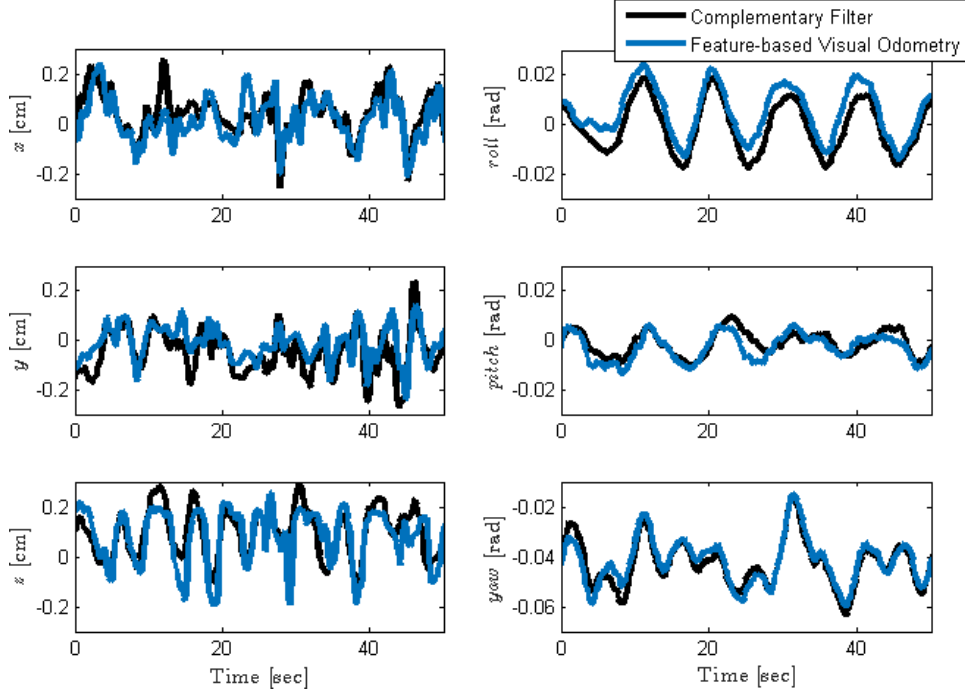 Complementary Filter
Feature-based Visual Odometry
0.2
0
-0.2
x [cm]
0 20 40
0.02
0
-0.02
roll [rad]
0 20 40
0.2
0
-0.2
y [cm]
0 20 40
0.02
0
-0.02
pitch [rad]
0 20 40
0.2
0
-0.2
z [cm]
0 20 40
Time [sec]
-0.02
-0.04
-0.06
yaw [rad]
0 20 40
Time [sec]